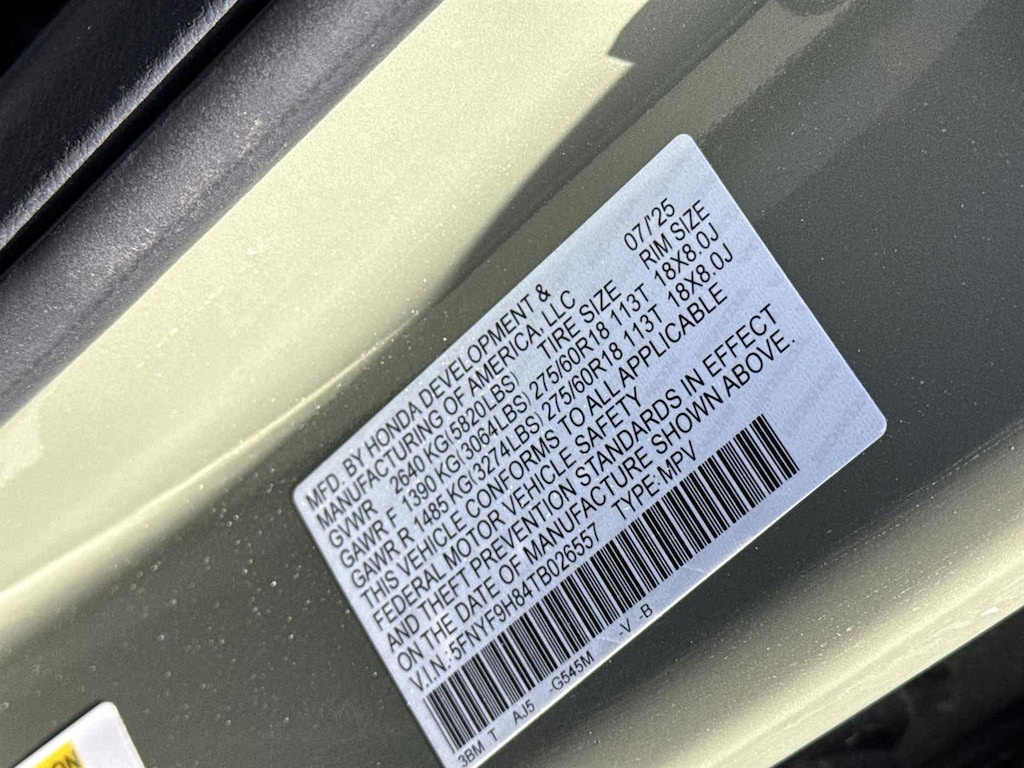 MFD. BY HONDA DEVELOPMENT &
MANUFACTURING OF AMERICA, LLC 07/'25
GVWR 2640 KG(5820LBS) TIRE SIZE RIM SIZE
GAWR F 1390 KG(3064LBS) 275/60R18 113T 18X8.0J
GAWR R 1485 KG(3274LBS) 275/60R18 113T 18X8.0J
THIS VEHICLE CONFORMS TO ALL APPLICABLE
FEDERAL MOTOR VEHICLE SAFETY
AND THEFT PREVENTION STANDARDS IN EFFECT
ON THE DATE OF MANUFACTURE SHOWN ABOVE.
V.I.N.:5FNYF9H84TB026557 TYPE:MPV
3BM T AJ5 -G545M -V -B